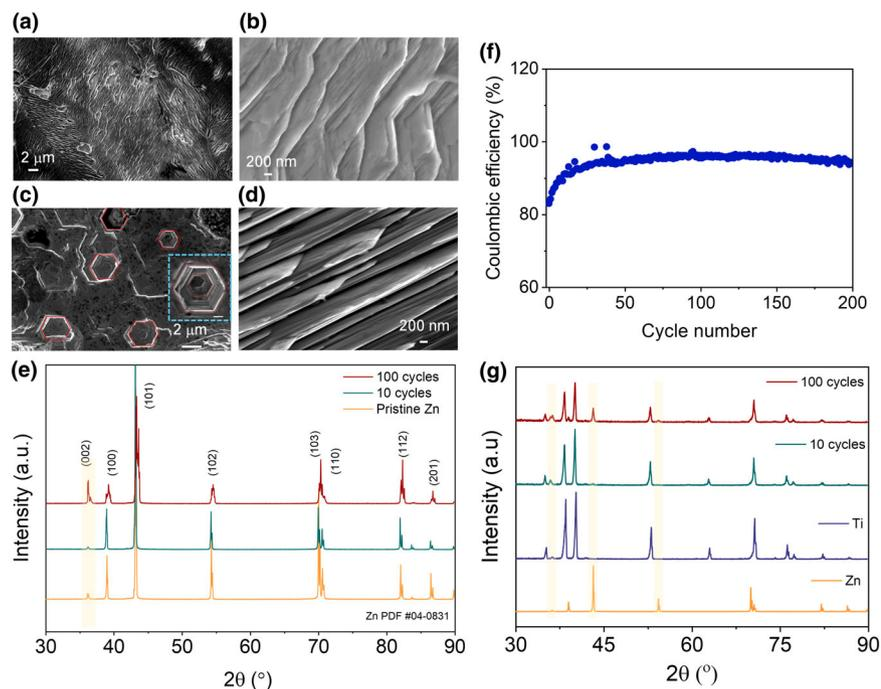 (a)
2 μm
(b)
200 nm
(c)
2 μm
(d)
200 nm
(e)
Intensity (a.u.)
100 cycles
10 cycles
Pristine Zn
(002)
(100)
(101)
(102)
(103)
(110)
(112)
(201)
Zn PDF #04-0831
30 40 50 60 70 80 90
2θ (°)
(f)
Coulombic efficiency (%)
120
100
80
60
0 50 100 150 200
Cycle number
(g)
Intensity (a.u)
100 cycles
10 cycles
Ti
Zn
30 45 60 75 90
2θ (°)